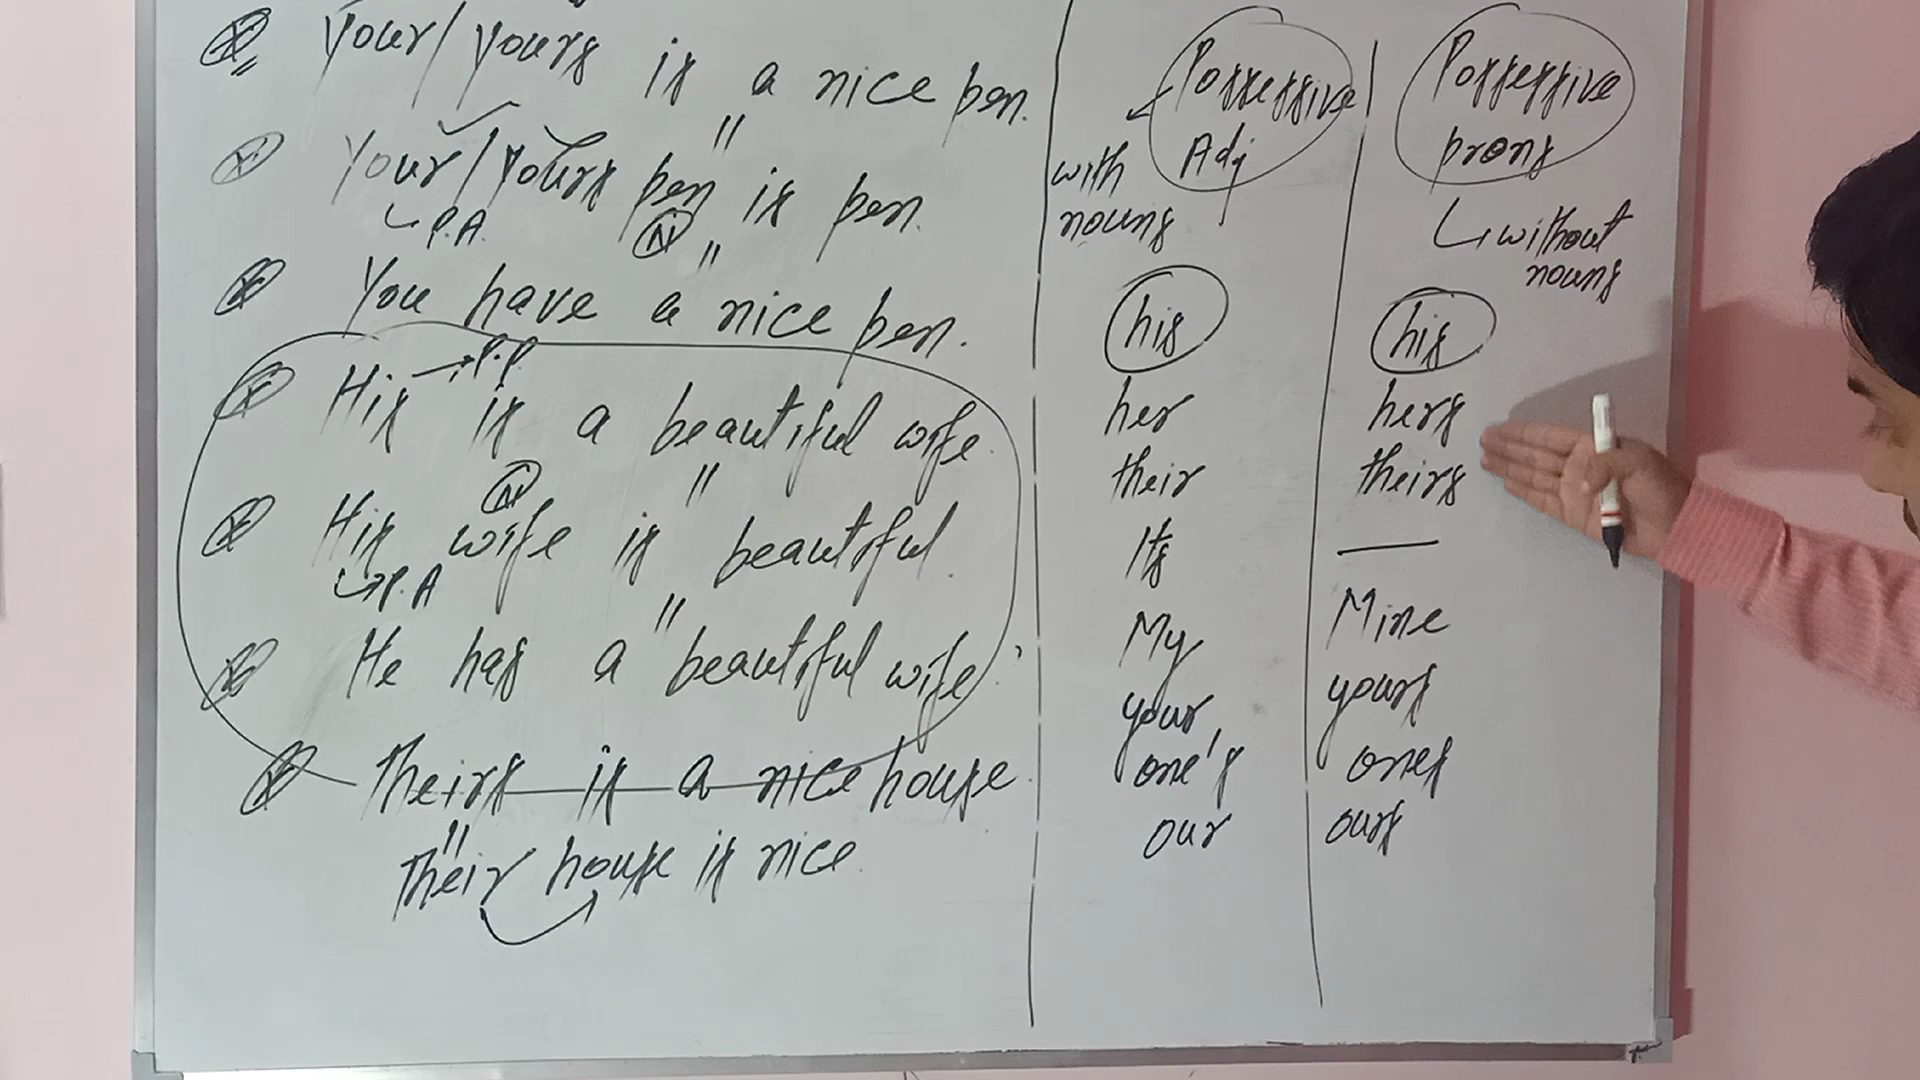 Your/yours is a nice pen.
"
Your/yours pen is pen.
P.A. N
"
You have a nice pen.
P.P.
His is a beautiful wife.
N "
His wife is beautiful.
P.A "
He has a beautiful wife.
Theirs is a nice house
"
Their house is nice.
Possessive
Adj
with
nouns
his
her
their
Its
My
your
one's
our
Possessive
prons
without
nouns
his
hers
theirs
—
Mine
yours
ones
ours